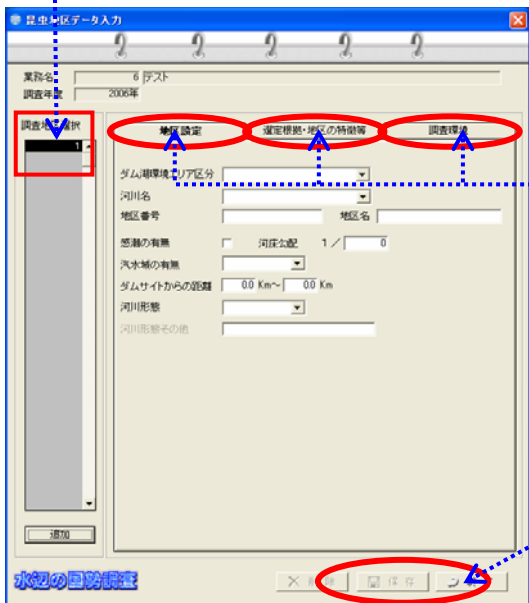 昆虫地区データ入力
業務名 6 テスト
調査年度 2006年
調査地区選択
1
地区設定 選定根拠・地区の特徴等 調査環境
ダム湖環境エリア区分
河川名
地区番号 地区名
感潮の有無 河床勾配 1/ 0
汽水域の有無
ダムサイトからの距離 0.0 Km～ 0.0 Km
河川形態
河川形態その他
追加
水辺の国勢調査
保存